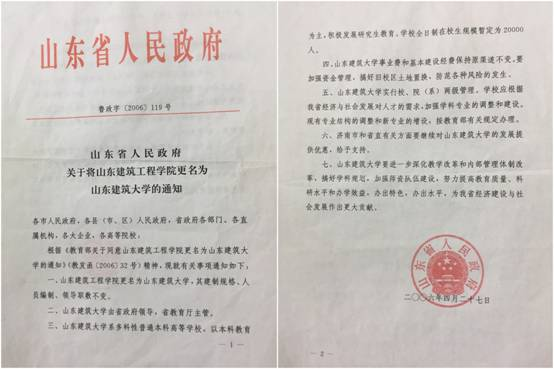 山东省人民政府
鲁政字〔2006〕119号
山东省人民政府
关于将山东建筑工程学院更名为
山东建筑大学的通知
各市人民政府，各县（市、区）人民政府，省政府各部门、各直
属机构，各大企业，各高等院校：
根据《教育部关于同意山东建筑工程学院更名为山东建筑大
学的通知》（教发函〔2006〕32号）精神，现就有关事项通知如下：
一、山东建筑工程学院更名为山东建筑大学，其建制规格、人
员编制、领导职数不变。
二、山东建筑大学由省政府领导，省教育厅主管。
三、山东建筑大学系多科性普通本科高等学校，以本科教育
— 1 —
为主，积极发展研究生教育。学校全日制在校生规模暂定为20000
人。
四、山东建筑大学事业费和基本建设经费保持原渠道不变。要
加强资金管理，搞好旧校区土地置换，防范各种风险的发生。
五、山东建筑大学实行校、院（系）两级管理。学校应根据
我省经济与社会发展对人才的需求，加强学科专业的调整和建设。
现有专业结构的调整和新专业的增设，按教育部有关规定办理。
六、济南市和省直有关方面要继续对山东建筑大学的发展提
供优惠，给予支持。
七、山东建筑大学要进一步深化教学改革和内部管理体制改
革，搞好学科规划，加强师资队伍建设，努力提高教育质量、科
研水平和办学效益，办出特色，办出水平，为我省经济建设与社
会发展作出更大贡献。
山东省人民政府
二〇〇六年四月二十七日
— 2 —